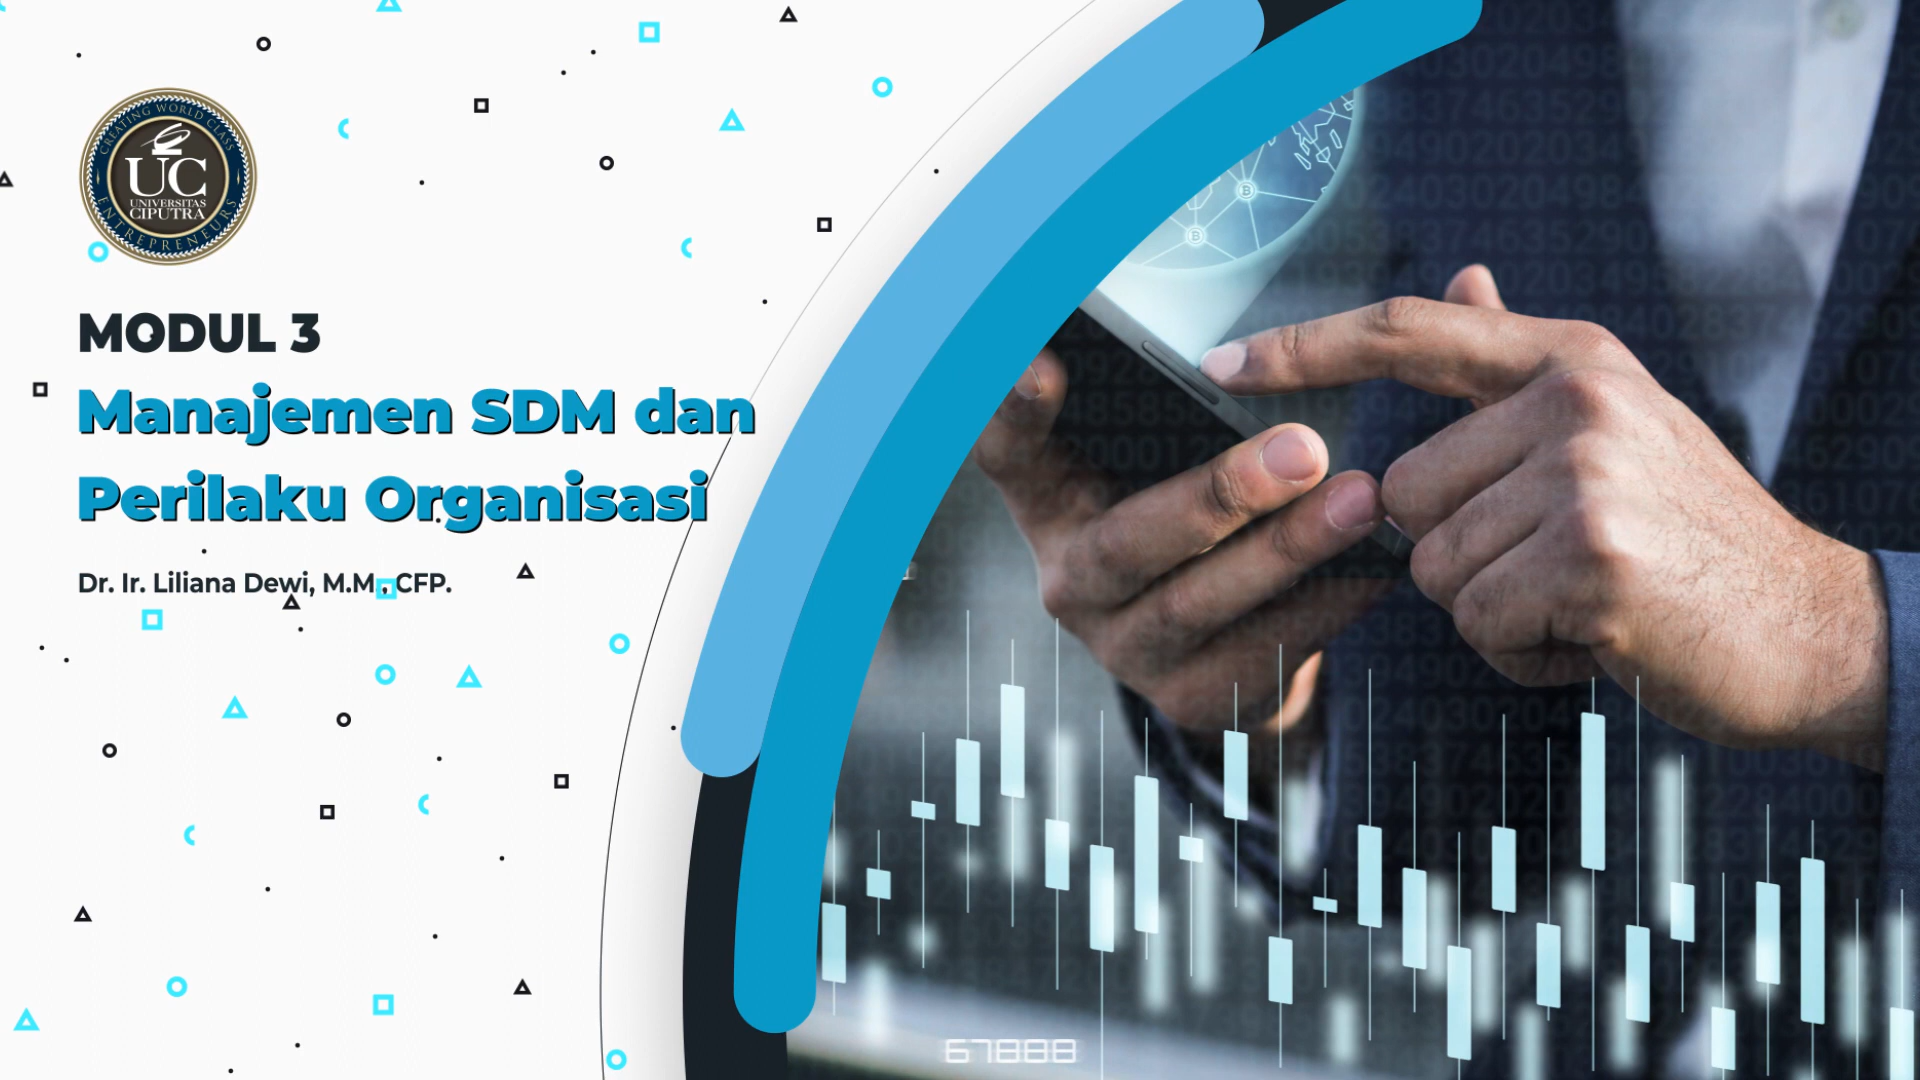 CREATING WORLD CLASS
UC
UNIVERSITAS
CIPUTRA
ENTREPRENEURS
MODUL 3
Manajemen SDM dan
Perilaku Organisasi
Dr. Ir. Liliana Dewi, M.M., CFP.
67888